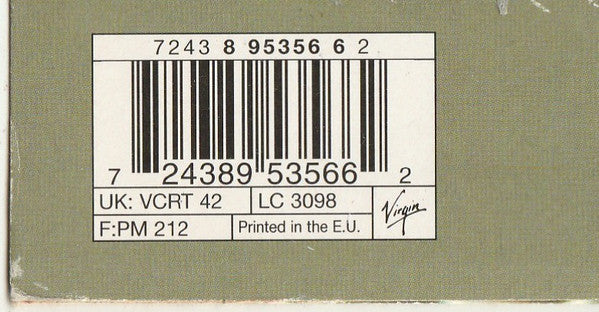 7243 8 95356 6 2
7 24389 53566 2
UK: VCRT 42 LC 3098
F:PM 212 Printed in the E.U. Virgin